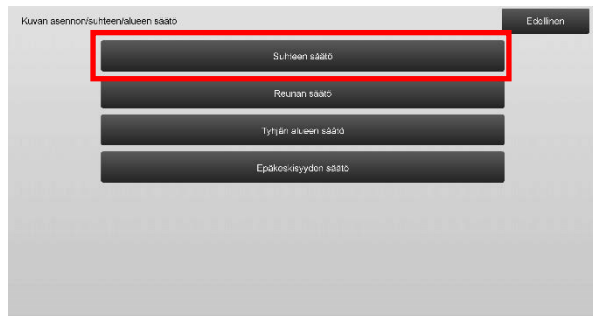 Kuvan asennon/suhteen/alueen säätö
Edellinen
Suhteen säätö
Reunan säätö
Tyhjän alueen säätö
Epäkeskisyyden säätö